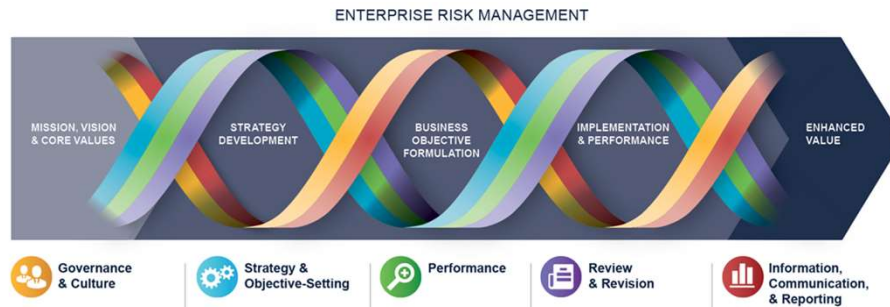 ENTERPRISE RISK MANAGEMENT
MISSION, VISION
& CORE VALUES
STRATEGY
DEVELOPMENT
BUSINESS
OBJECTIVE
FORMULATION
IMPLEMENTATION
& PERFORMANCE
ENHANCED
VALUE
Governance
& Culture
Strategy &
Objective-Setting
Performance
Review
& Revision
Information,
Communication,
& Reporting